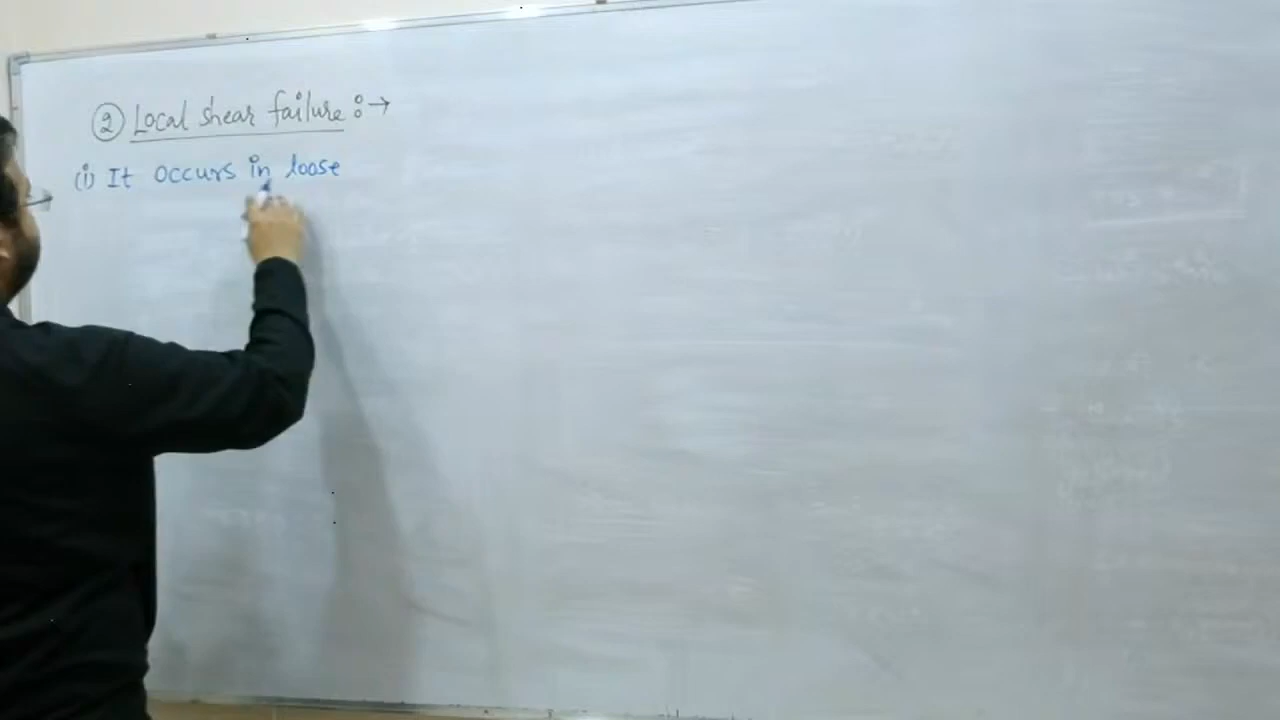 ② Local shear failure :→
(i) It occurs in loose